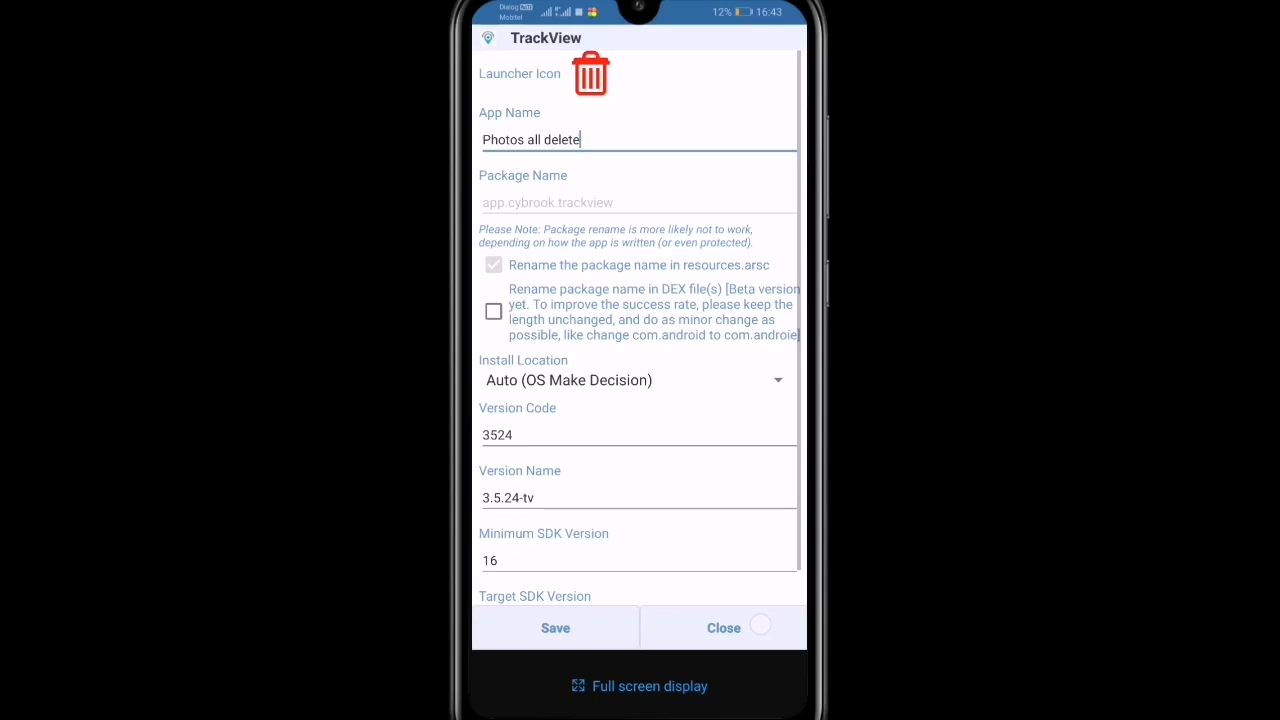 Dialog
Mobitel
12% 16:43
TrackView
Launcher Icon
App Name
Photos all delete
Package Name
app.cybrook.trackview
Please Note: Package rename is more likely not to work,
depending on how the app is written (or even protected).
Rename the package name in resources.arsc
Rename package name in DEX file(s) [Beta version
yet. To improve the success rate, please keep the
length unchanged, and do as minor change as
possible, like change com.android to com.androie]
Install Location
Auto (OS Make Decision)
Version Code
3524
Version Name
3.5.24-tv
Minimum SDK Version
16
Target SDK Version
Save Close
Full screen display